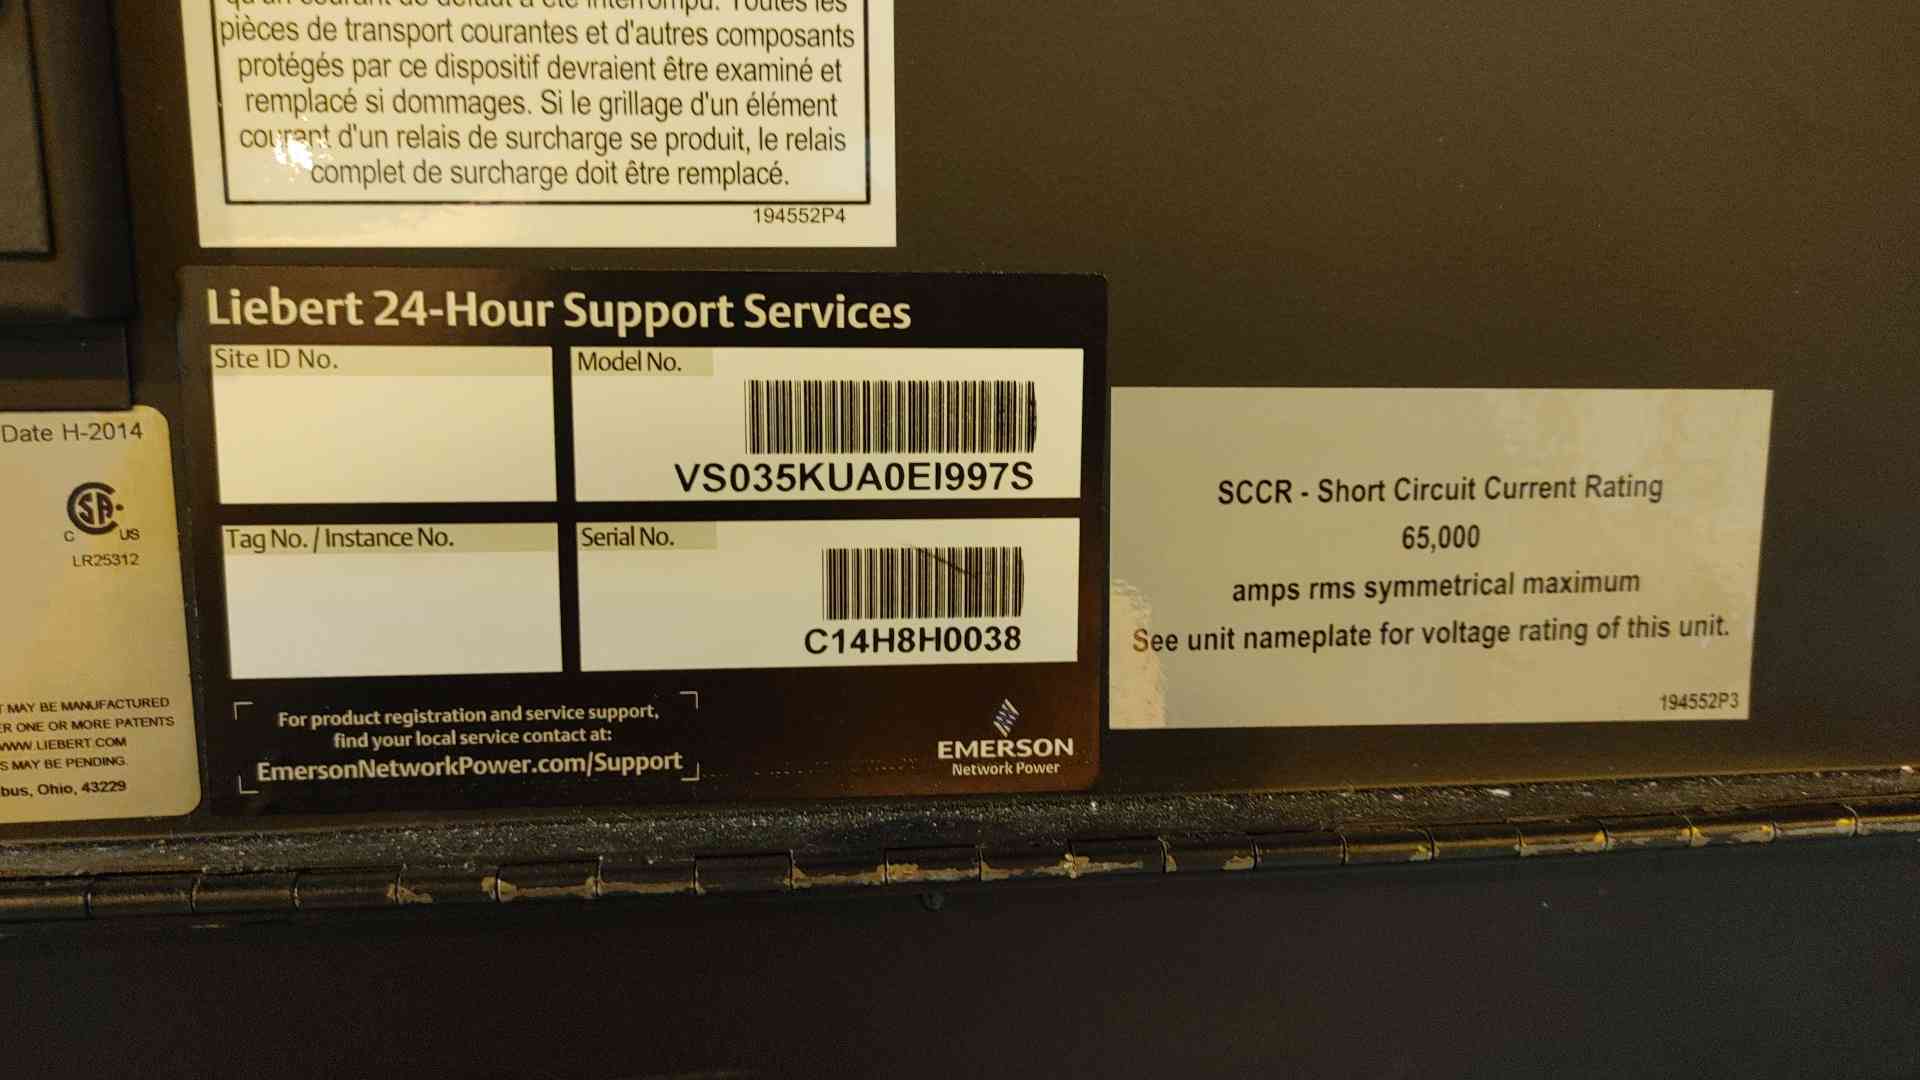 pièces de transport courantes et d'autres composants
protégés par ce dispositif devraient être examiné et
remplacé si dommages. Si le grillage d'un élément
courant d'un relais de surcharge se produit, le relais
complet de surcharge doit être remplacé.
194552P4
Liebert 24-Hour Support Services
Site ID No.
Model No.
VS035KUA0EI997S
Tag No. / Instance No.
Serial No.
C14H8H0038
For product registration and service support,
find your local service contact at:
EmersonNetworkPower.com/Support
EMERSON
Network Power
Date H-2014
CSA
C US
LR25312
MAY BE MANUFACTURED
ONE OR MORE PATENTS
WWW.LIEBERT.COM
MAY BE PENDING.
Ohio, 43229
SCCR - Short Circuit Current Rating
65,000
amps rms symmetrical maximum
See unit nameplate for voltage rating of this unit.
194552P3